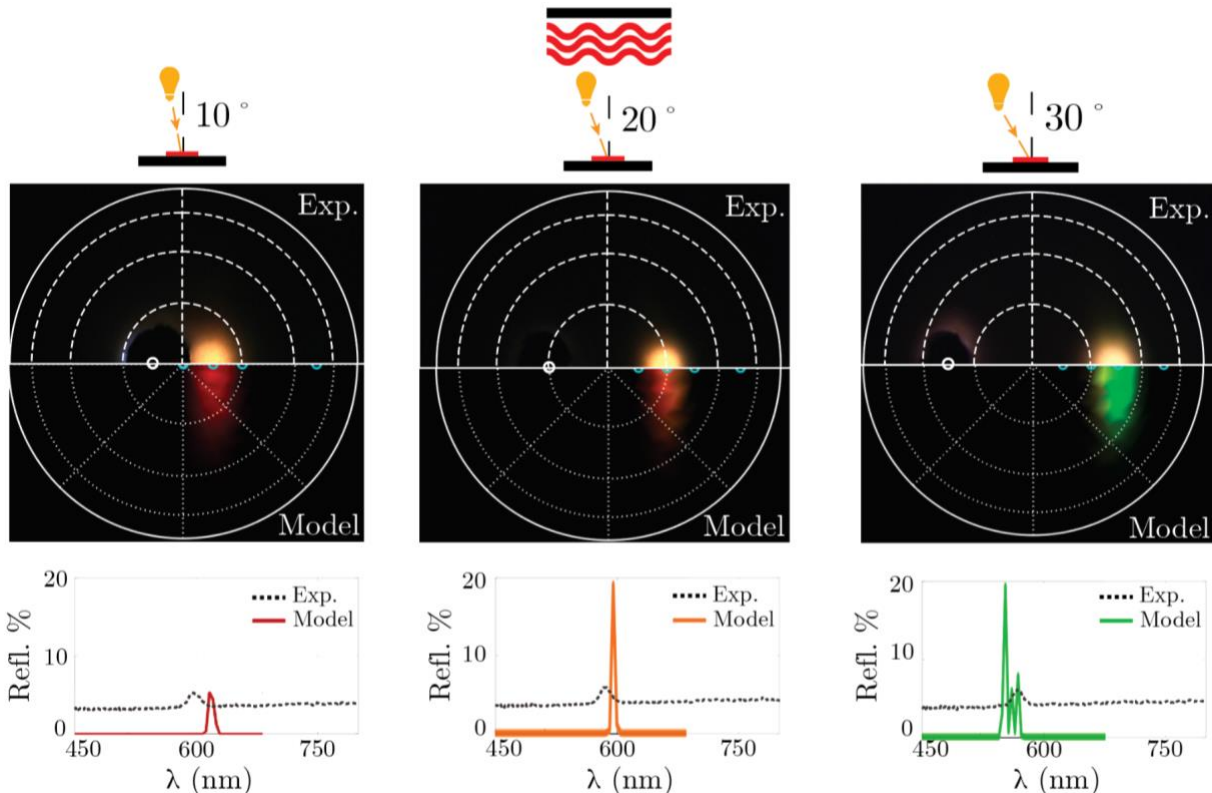 10 °
20 °
30 °
Exp.
Exp.
Exp.
Model
Model
Model
20
10
0
Refl. %
Exp.
Model
450
600
750
λ (nm)
20
10
0
Refl. %
Exp.
Model
450
600
750
λ (nm)
20
10
0
Refl. %
Exp.
Model
450
600
750
λ (nm)